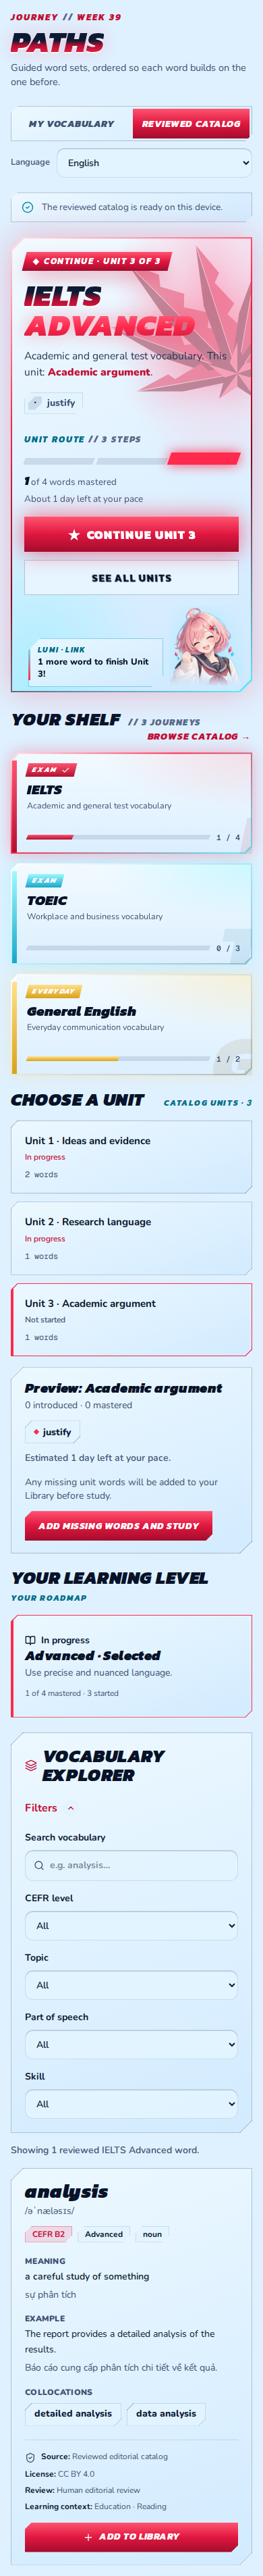 JOURNEY // WEEK 39
PATHS
Guided word sets, ordered so each word builds on the
one before.
MY VOCABULARY
REVIEWED CATALOG
Language
English
The reviewed catalog is ready on this device.
◆ CONTINUE · UNIT 3 OF 3
IELTS
ADVANCED
Academic and general test vocabulary. This
unit: Academic argument.
justify
UNIT ROUTE // 3 STEPS
1 of 4 words mastered
About 1 day left at your pace
★ CONTINUE UNIT 3
SEE ALL UNITS
LUMI · LINK
1 more word to finish Unit
3!
YOUR SHELF // 3 JOURNEYS
BROWSE CATALOG →
EXAM ✓
IELTS
Academic and general test vocabulary
1 / 4
EXAM
TOEIC
Workplace and business vocabulary
0 / 3
EVERYDAY
General English
Everyday communication vocabulary
1 / 2
CHOOSE A UNIT
CATALOG UNITS · 3
Unit 1 · Ideas and evidence
In progress
2 words
Unit 2 · Research language
In progress
1 words
Unit 3 · Academic argument
Not started
1 words
Preview: Academic argument
0 introduced · 0 mastered
◆ justify
Estimated 1 day left at your pace.
Any missing unit words will be added to your
Library before study.
ADD MISSING WORDS AND STUDY
YOUR LEARNING LEVEL
YOUR ROADMAP
In progress
Advanced · Selected
Use precise and nuanced language.
1 of 4 mastered · 3 started
VOCABULARY
EXPLORER
Filters
Search vocabulary
e.g. analysis...
CEFR level
All
Topic
All
Part of speech
All
Skill
All
Showing 1 reviewed IELTS Advanced word.
analysis
/əˈnæləsɪs/
CEFR B2
Advanced
noun
MEANING
a careful study of something
sự phân tích
EXAMPLE
The report provides a detailed analysis of the
results.
Báo cáo cung cấp phân tích chi tiết về kết quả.
COLLOCATIONS
detailed analysis
data analysis
Source: Reviewed editorial catalog
License: CC BY 4.0
Review: Human editorial review
Learning context: Education · Reading
+ ADD TO LIBRARY